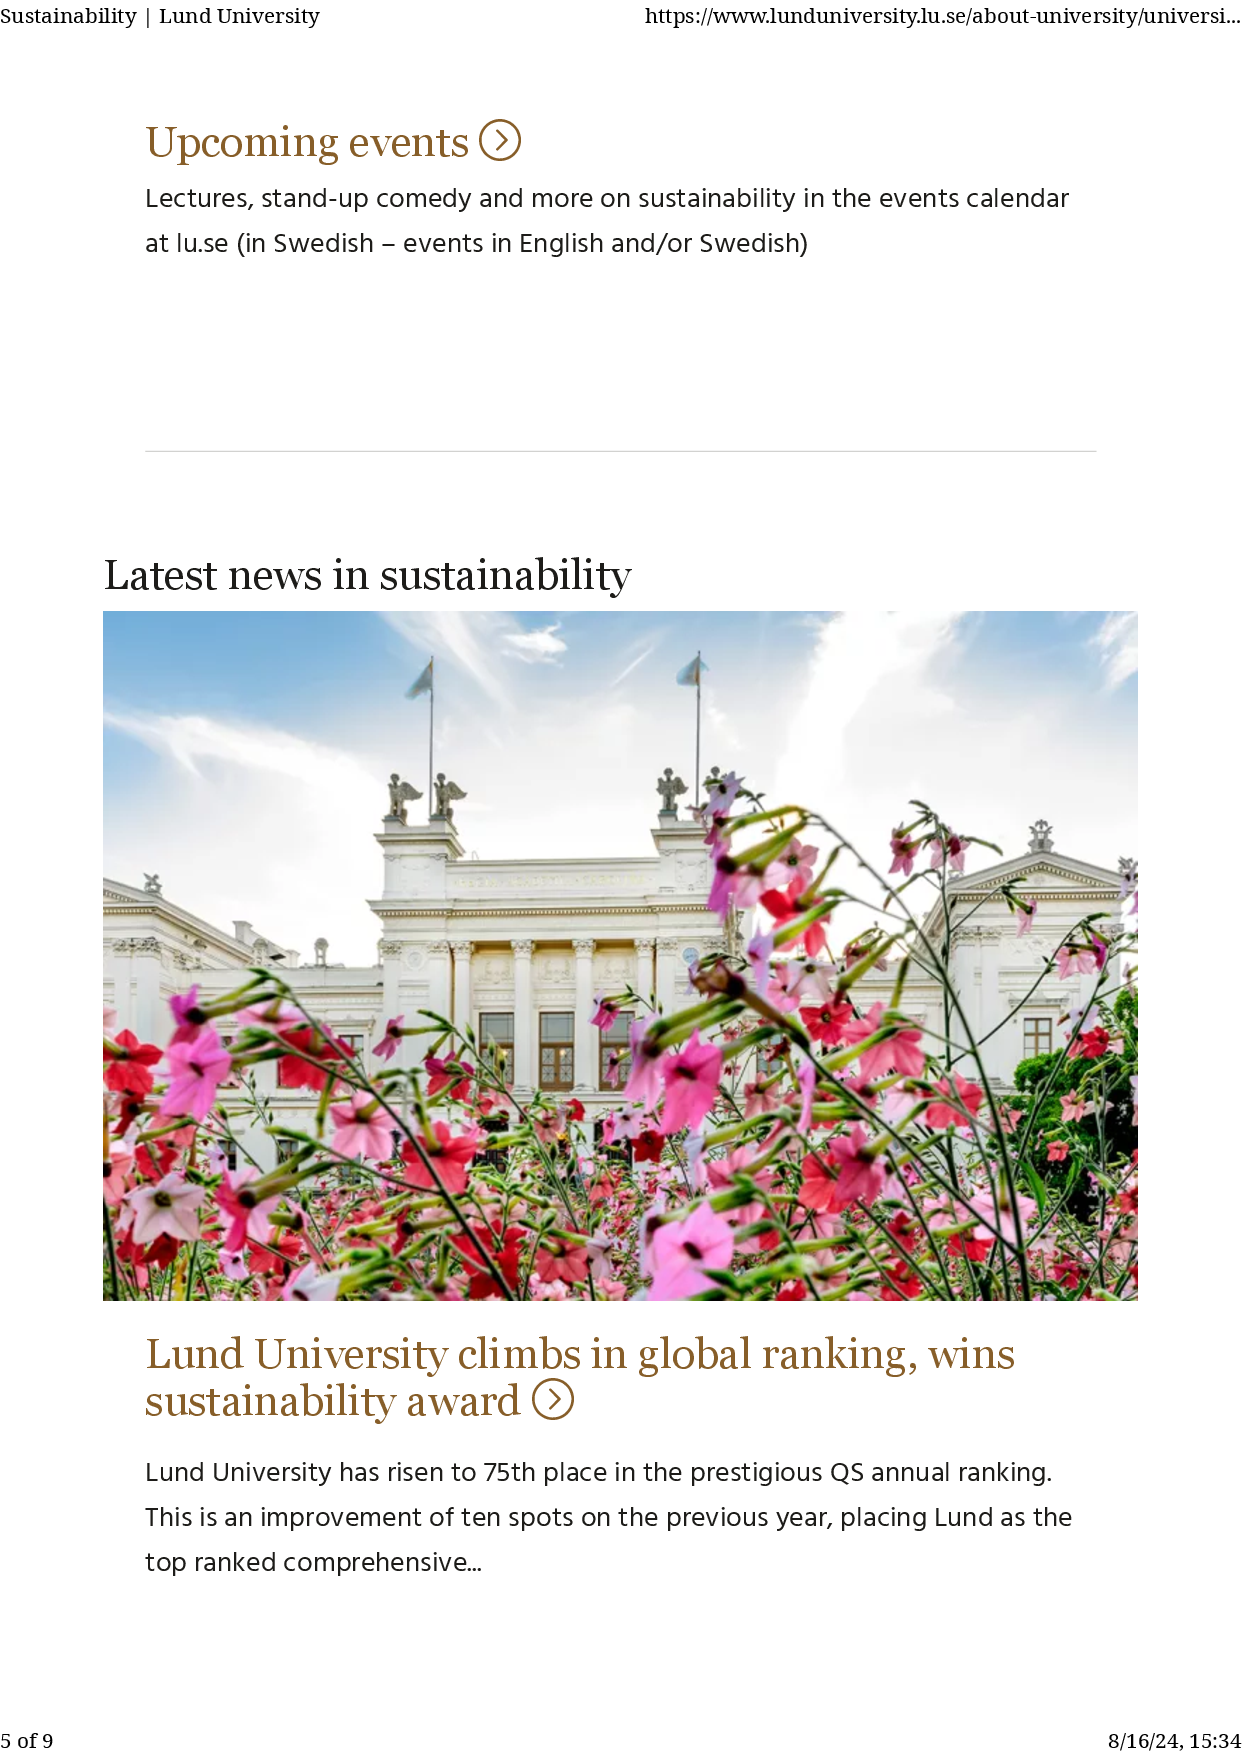 Sustainability | Lund University
https://www.lunduniversity.lu.se/about-university/universi...
Upcoming events
Lectures, stand-up comedy and more on sustainability in the events calendar
at lu.se (in Swedish – events in English and/or Swedish)
Latest news in sustainability
Lund University climbs in global ranking, wins
sustainability award
Lund University has risen to 75th place in the prestigious QS annual ranking.
This is an improvement of ten spots on the previous year, placing Lund as the
top ranked comprehensive...
5 of 9
8/16/24, 15:34